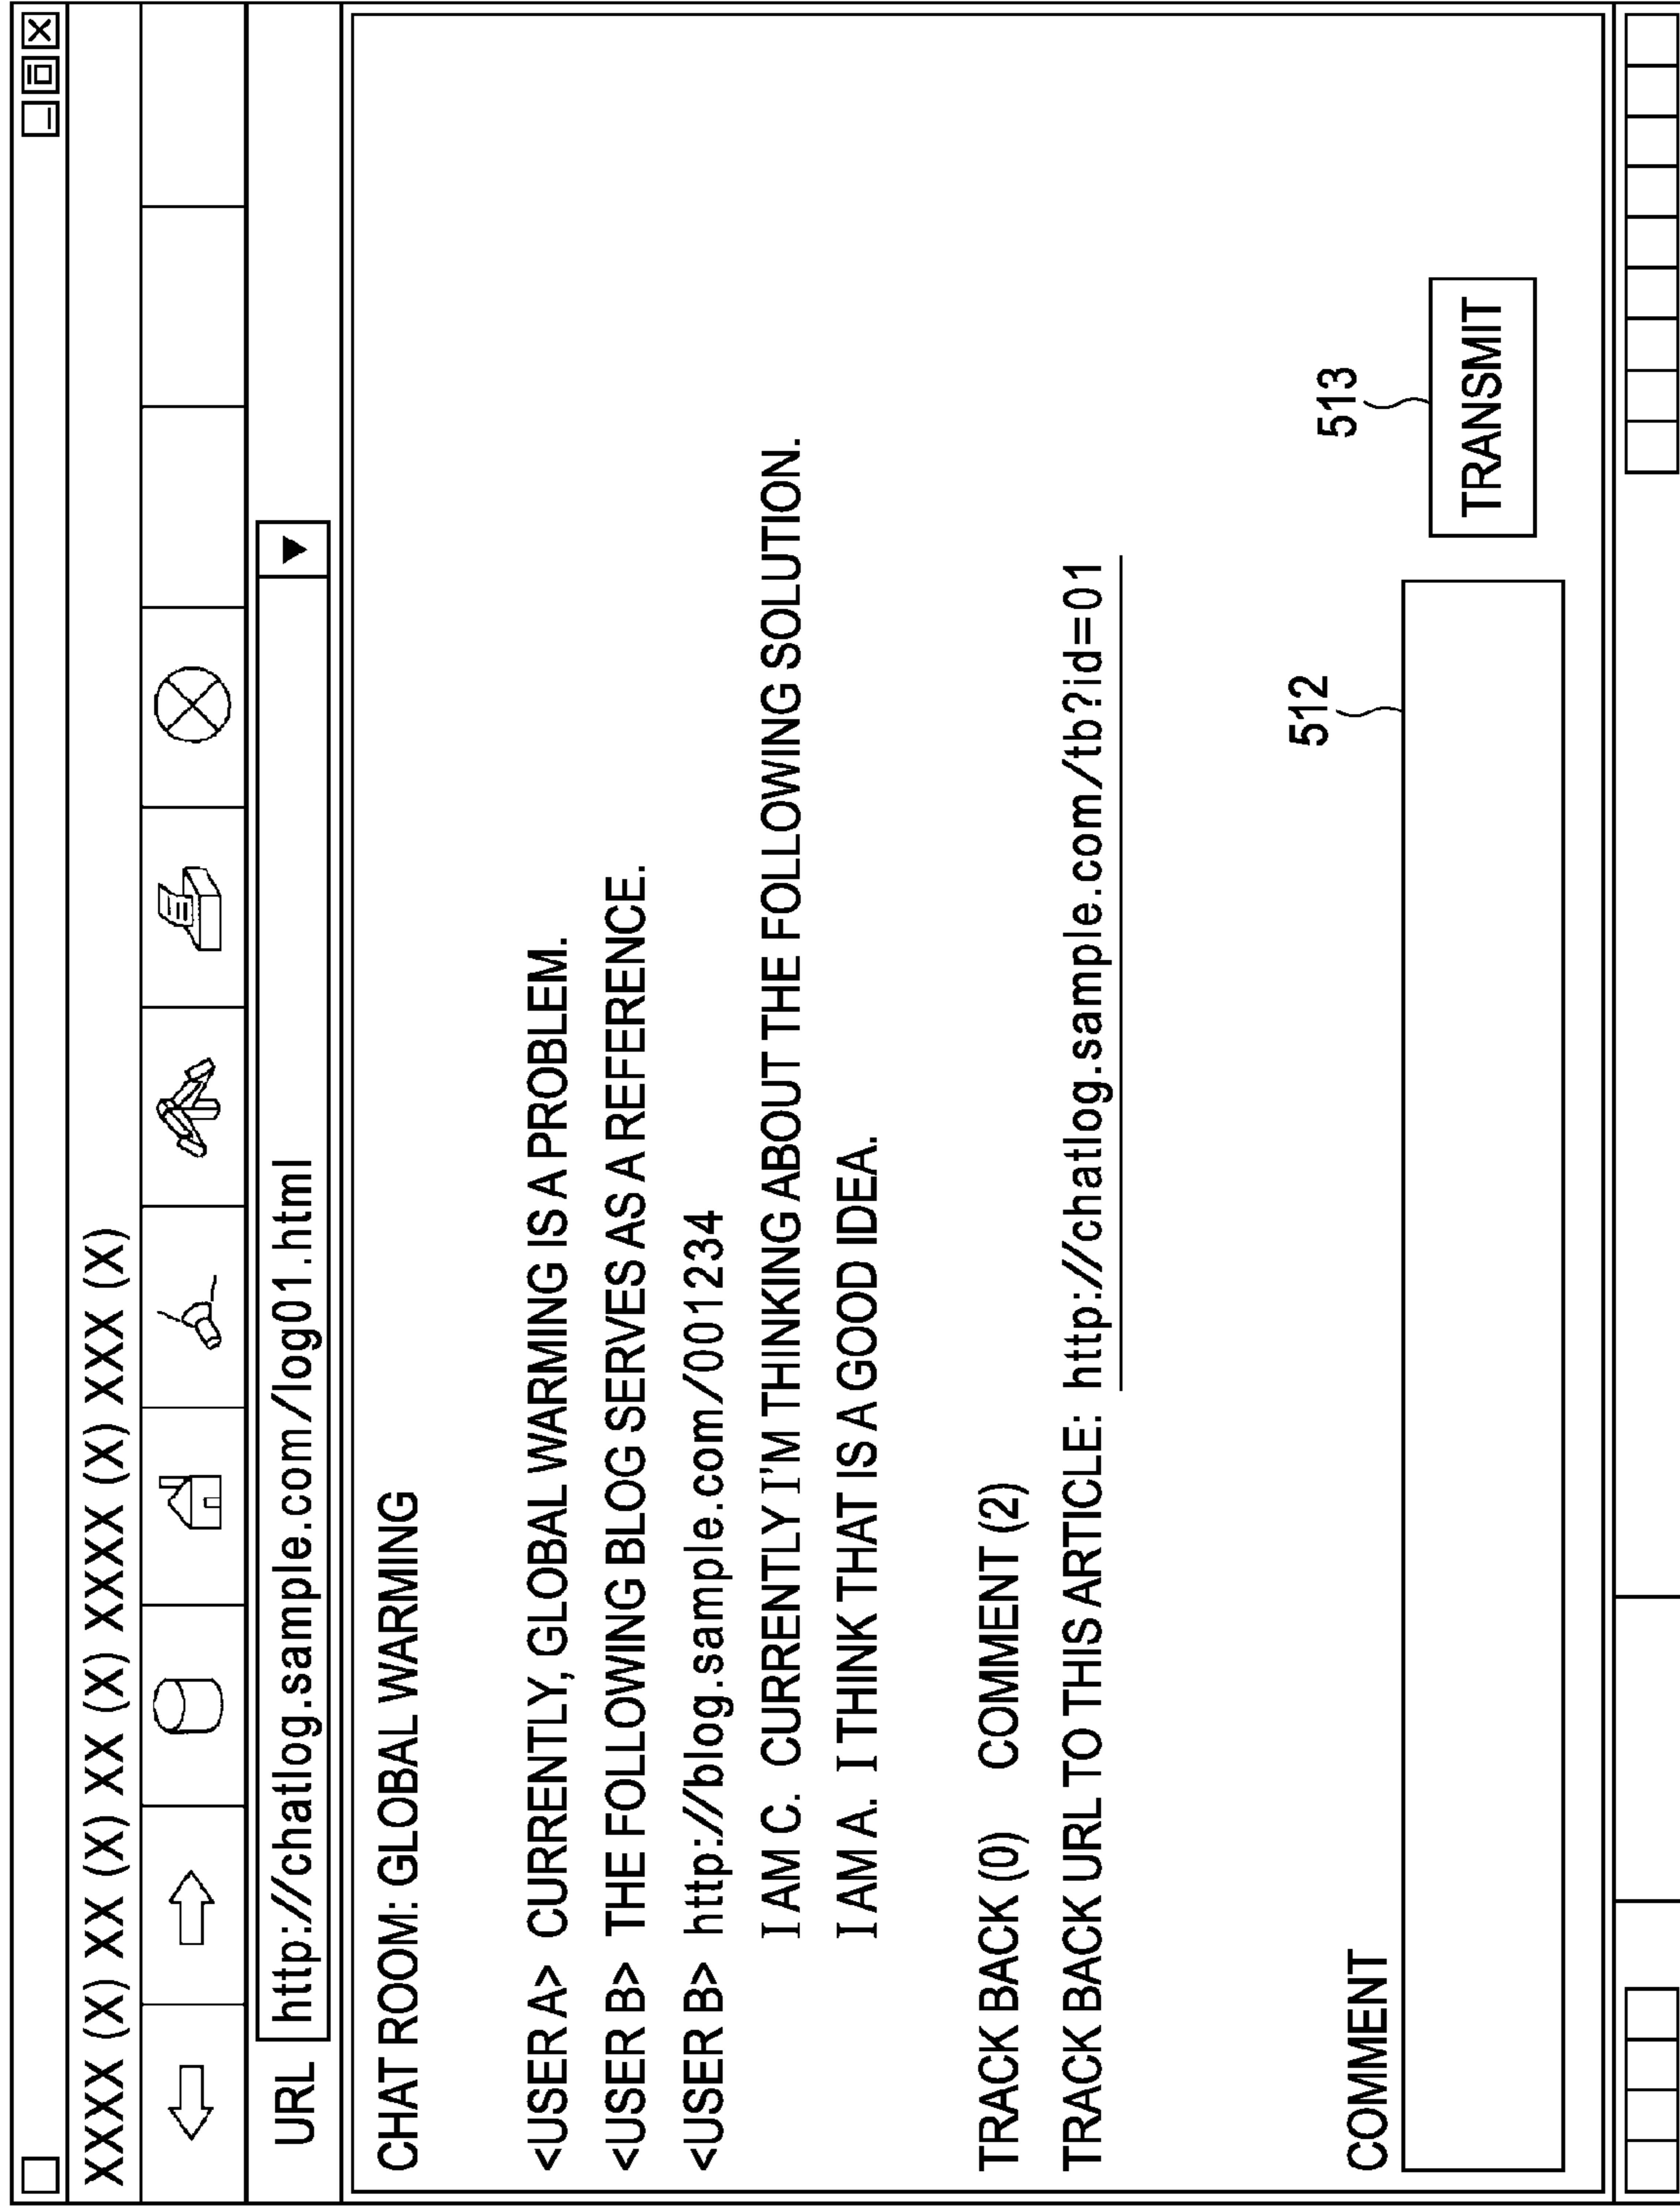 XXXX (X) XX (X) XX (X) XXXX (X) XXX (X)
URL http://chatlog.sample.com/log01.html
CHAT ROOM: GLOBAL WARMING
<USER A> CURRENTLY, GLOBAL WARMING IS A PROBLEM.
<USER B> THE FOLLOWING BLOG SERVES AS A REFERENCE.
<USER B> http://blog.sample.com/001234
I AM C. CURRENTLY I'M THINKING ABOUT THE FOLLOWING SOLUTION.
I AM A. I THINK THAT IS A GOOD IDEA.
TRACK BACK (0) COMMENT (2)
TRACK BACK URL TO THIS ARTICLE: http://chatlog.sample.com/tb?id=01
512
513
COMMENT
TRANSMIT